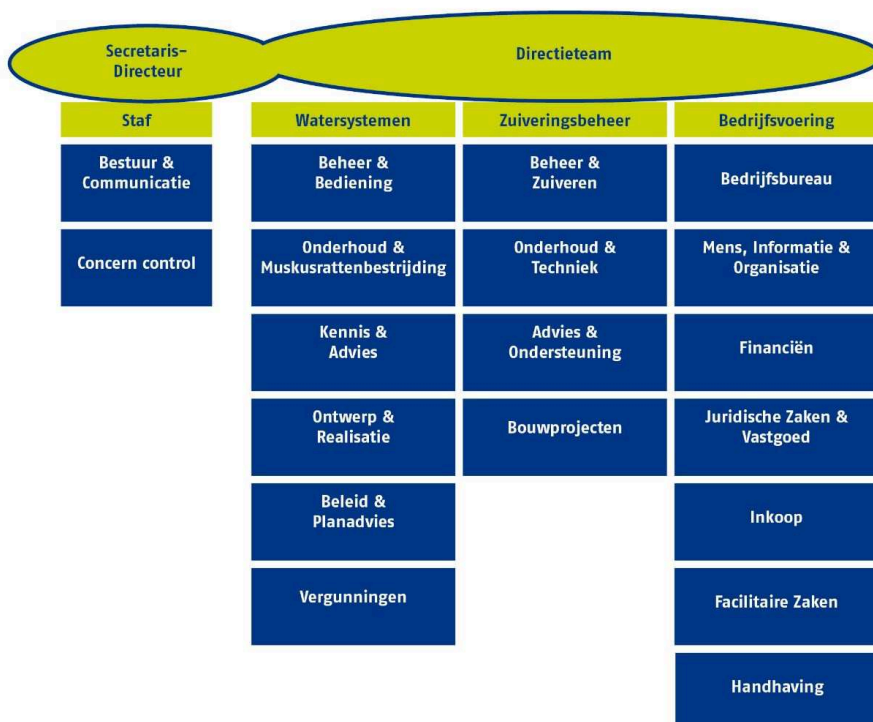 Secretaris-
Directeur
Directieteam
Staf
Watersystemen
Zuiveringsbeheer
Bedrijfsvoering
Bestuur &
Communicatie
Beheer &
Bediening
Beheer &
Zuiveren
Bedrijfsbureau
Concern control
Onderhoud &
Muskusrattenbestrijding
Onderhoud &
Techniek
Mens, Informatie &
Organisatie
Kennis &
Advies
Advies &
Ondersteuning
Financiën
Ontwerp &
Realisatie
Bouwprojecten
Juridische Zaken &
Vastgoed
Beleid &
Planadvies
Inkoop
Vergunningen
Facilitaire Zaken
Handhaving